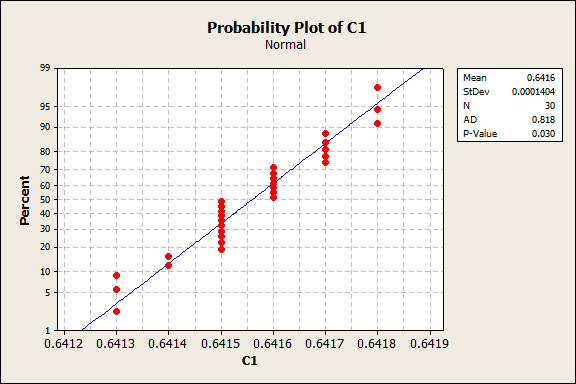 Probability Plot of C1
Normal
Mean 0.6416
StDev 0.0001404
N 30
AD 0.818
P-Value 0.030
Percent
99
95
90
80
70
60
50
40
30
20
10
5
1
0.6412 0.6413 0.6414 0.6415 0.6416 0.6417 0.6418 0.6419
C1